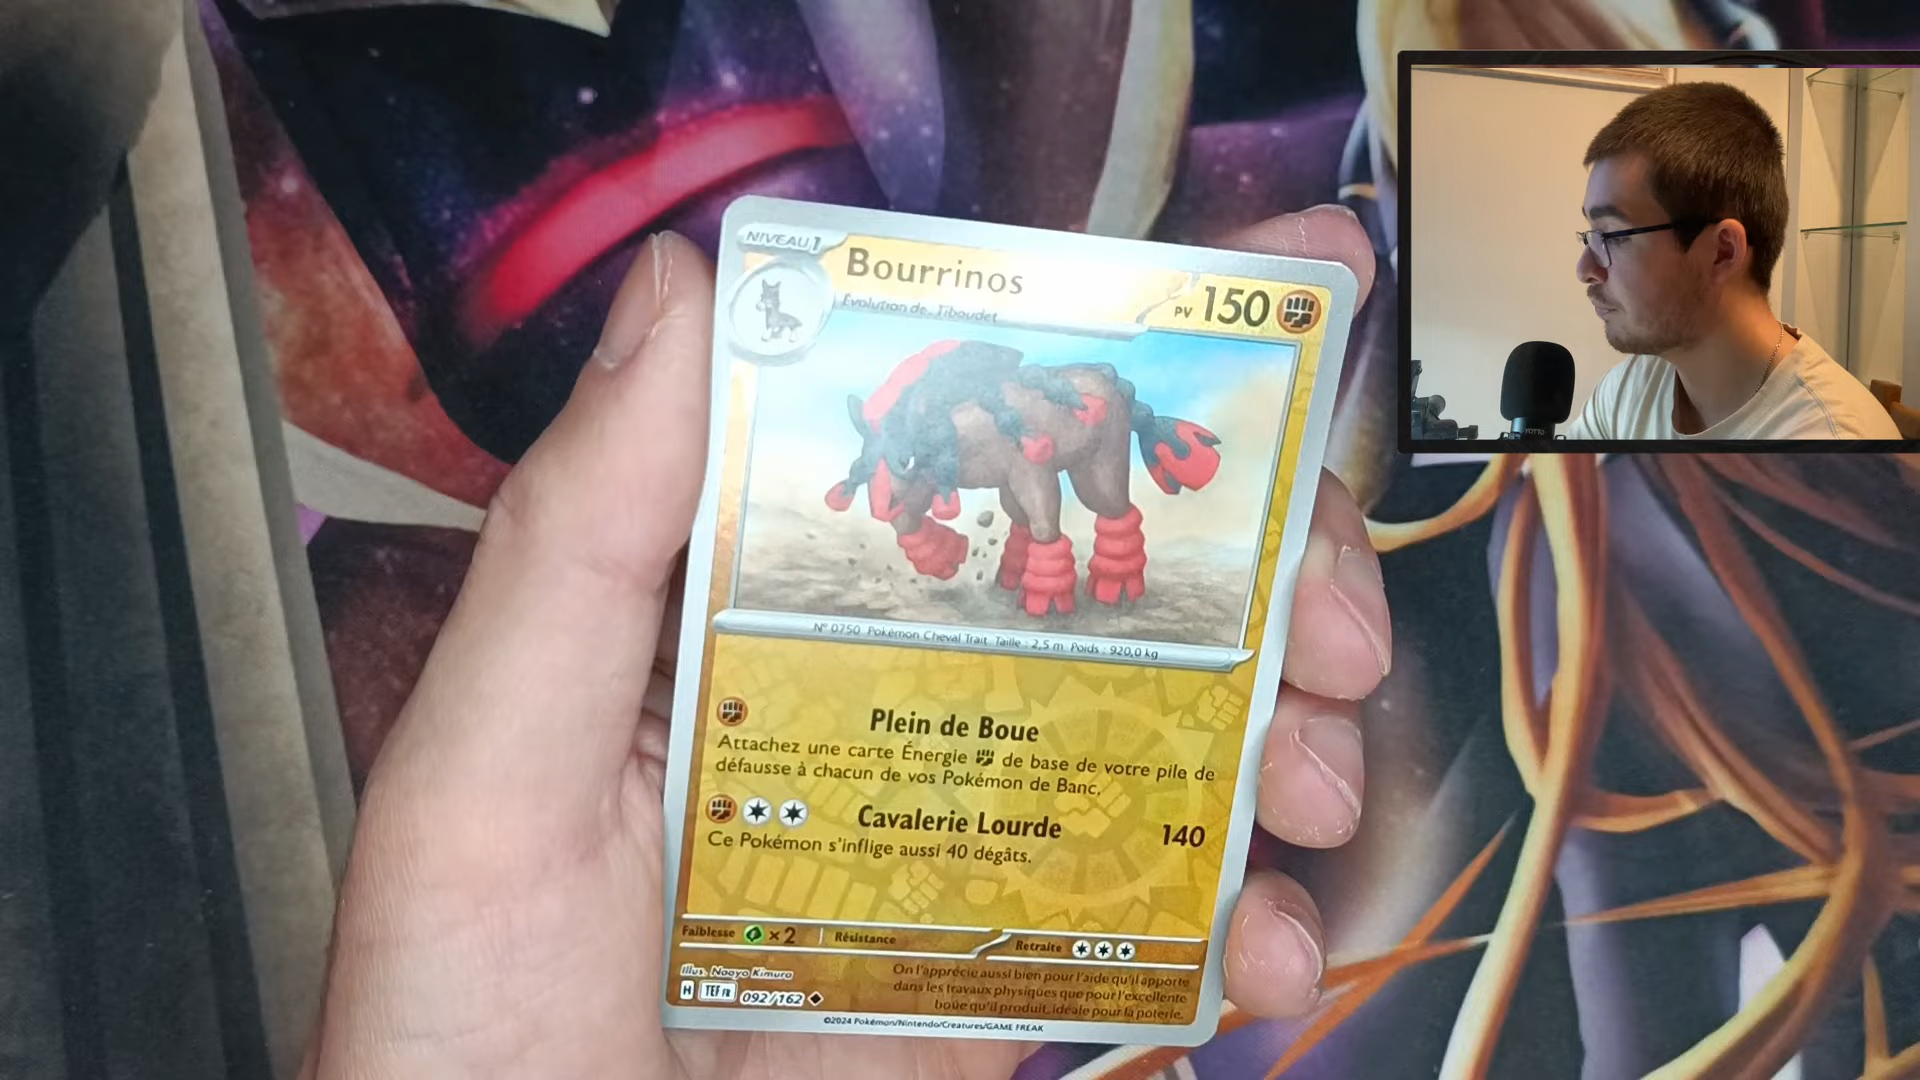 NIVEAU 1
Bourrinos
PV 150
Évolution de Tiboudet
N° 0750 Pokémon Cheval Trait Taille : 2,5 m Poids : 920,0 kg
Plein de Boue
Attachez une carte Énergie de base de votre pile de
défausse à chacun de vos Pokémon de Banc.
Cavalerie Lourde 140
Ce Pokémon s'inflige aussi 40 dégâts.
Faiblesse ×2 Résistance Retraite
Illus. Naoyo Kimura
H TEF FR 092/162
On l'apprécie aussi bien pour l'aide qu'il apporte
dans les travaux physiques que pour l'excellente
boue qu'il produit, idéale pour la poterie.
©2024 Pokémon/Nintendo/Creatures/GAME FREAK